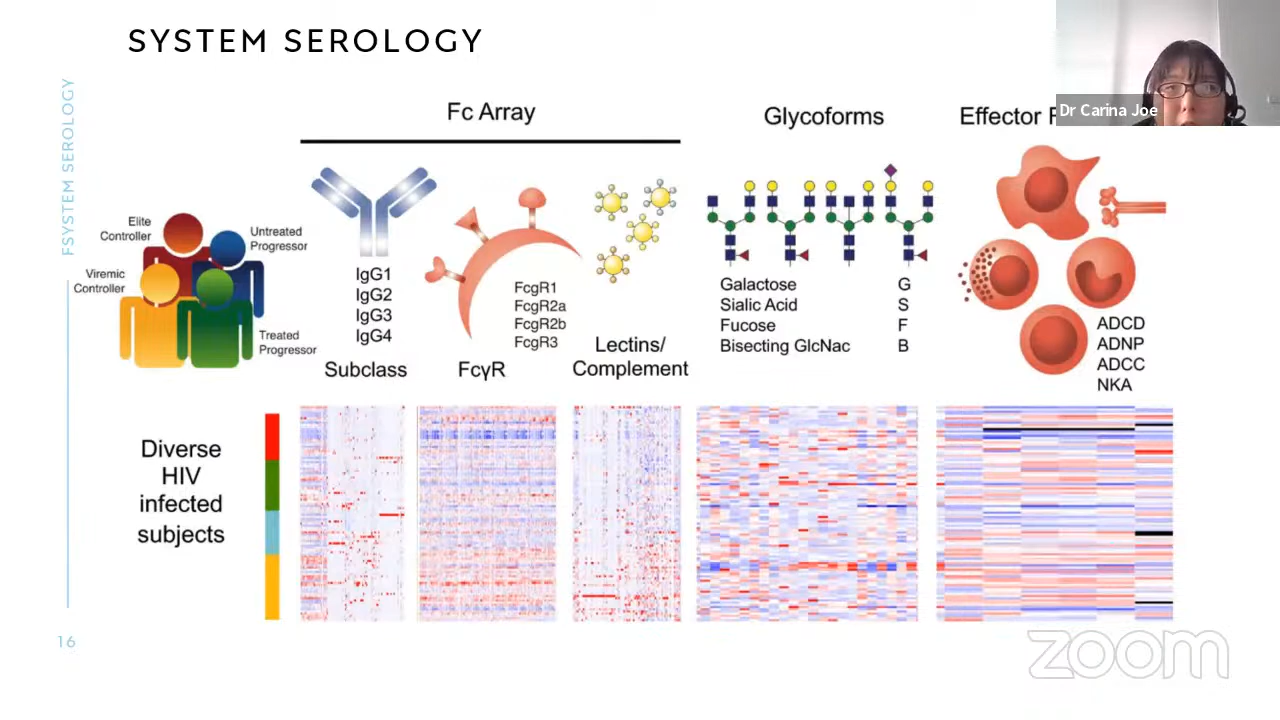 SYSTEM SEROLOGY
Dr Carina Joe
FSYSTEM SEROLOGY
Fc Array
Glycoforms
Effector
Elite
Controller
Untreated
Progressor
Viremic
Controller
Treated
Progressor
IgG1
IgG2
IgG3
IgG4
Subclass
FcgR1
FcgR2a
FcgR2b
FcgR3
FcγR
Lectins/
Complement
Galactose G
Sialic Acid S
Fucose F
Bisecting GlcNac B
ADCD
ADNP
ADCC
NKA
Diverse
HIV
infected
subjects
16
zoom